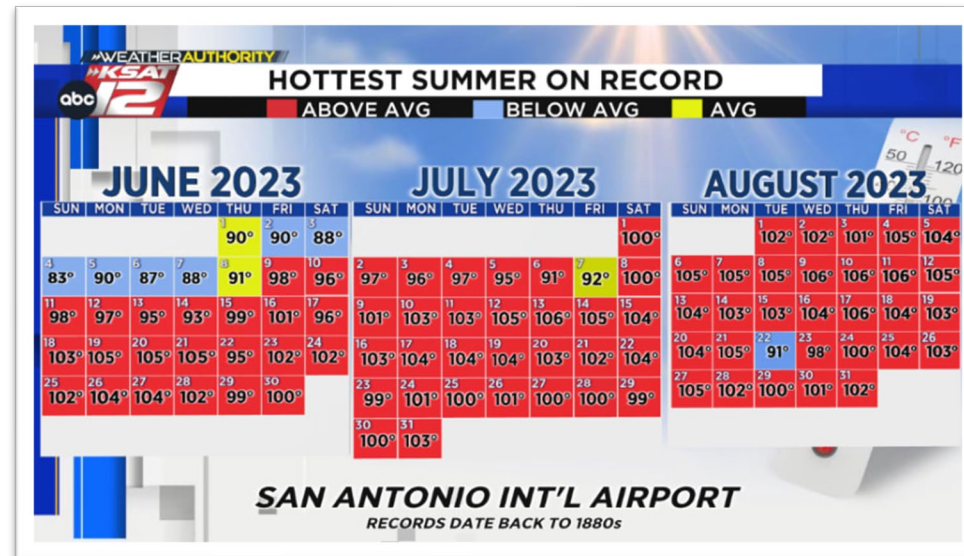 WEATHERAUTHORITY
KSAT
abc 12
HOTTEST SUMMER ON RECORD
ABOVE AVG BELOW AVG AVG
°C °F
50 120
100
JUNE 2023
SUN MON TUE WED THU FRI SAT
1 2 3
90° 90° 88°
4 5 6 7 8 9 10
83° 90° 87° 88° 91° 98° 96°
11 12 13 14 15 16 17
98° 97° 95° 93° 99° 101° 96°
18 19 20 21 22 23 24
103° 105° 105° 105° 95° 102° 102°
25 26 27 28 29 30
102° 104° 104° 102° 99° 100°
JULY 2023
SUN MON TUE WED THU FRI SAT
1
100°
2 3 4 5 6 7 8
97° 96° 97° 95° 91° 92° 100°
9 10 11 12 13 14 15
101° 103° 103° 105° 106° 105° 104°
16 17 18 19 20 21 22
103° 104° 104° 104° 103° 102° 104°
23 24 25 26 27 28 29
99° 101° 100° 101° 100° 100° 99°
30 31
100° 103°
AUGUST 2023
SUN MON TUE WED THU FRI SAT
1 2 3 4 5
102° 102° 101° 105° 104°
6 7 8 9 10 11 12
105° 105° 105° 106° 106° 106° 105°
13 14 15 16 17 18 19
104° 103° 103° 104° 106° 104° 103°
20 21 22 23 24 25 26
104° 105° 91° 98° 100° 104° 103°
27 28 29 30 31
105° 102° 100° 101° 102°
SAN ANTONIO INT'L AIRPORT
RECORDS DATE BACK TO 1880s